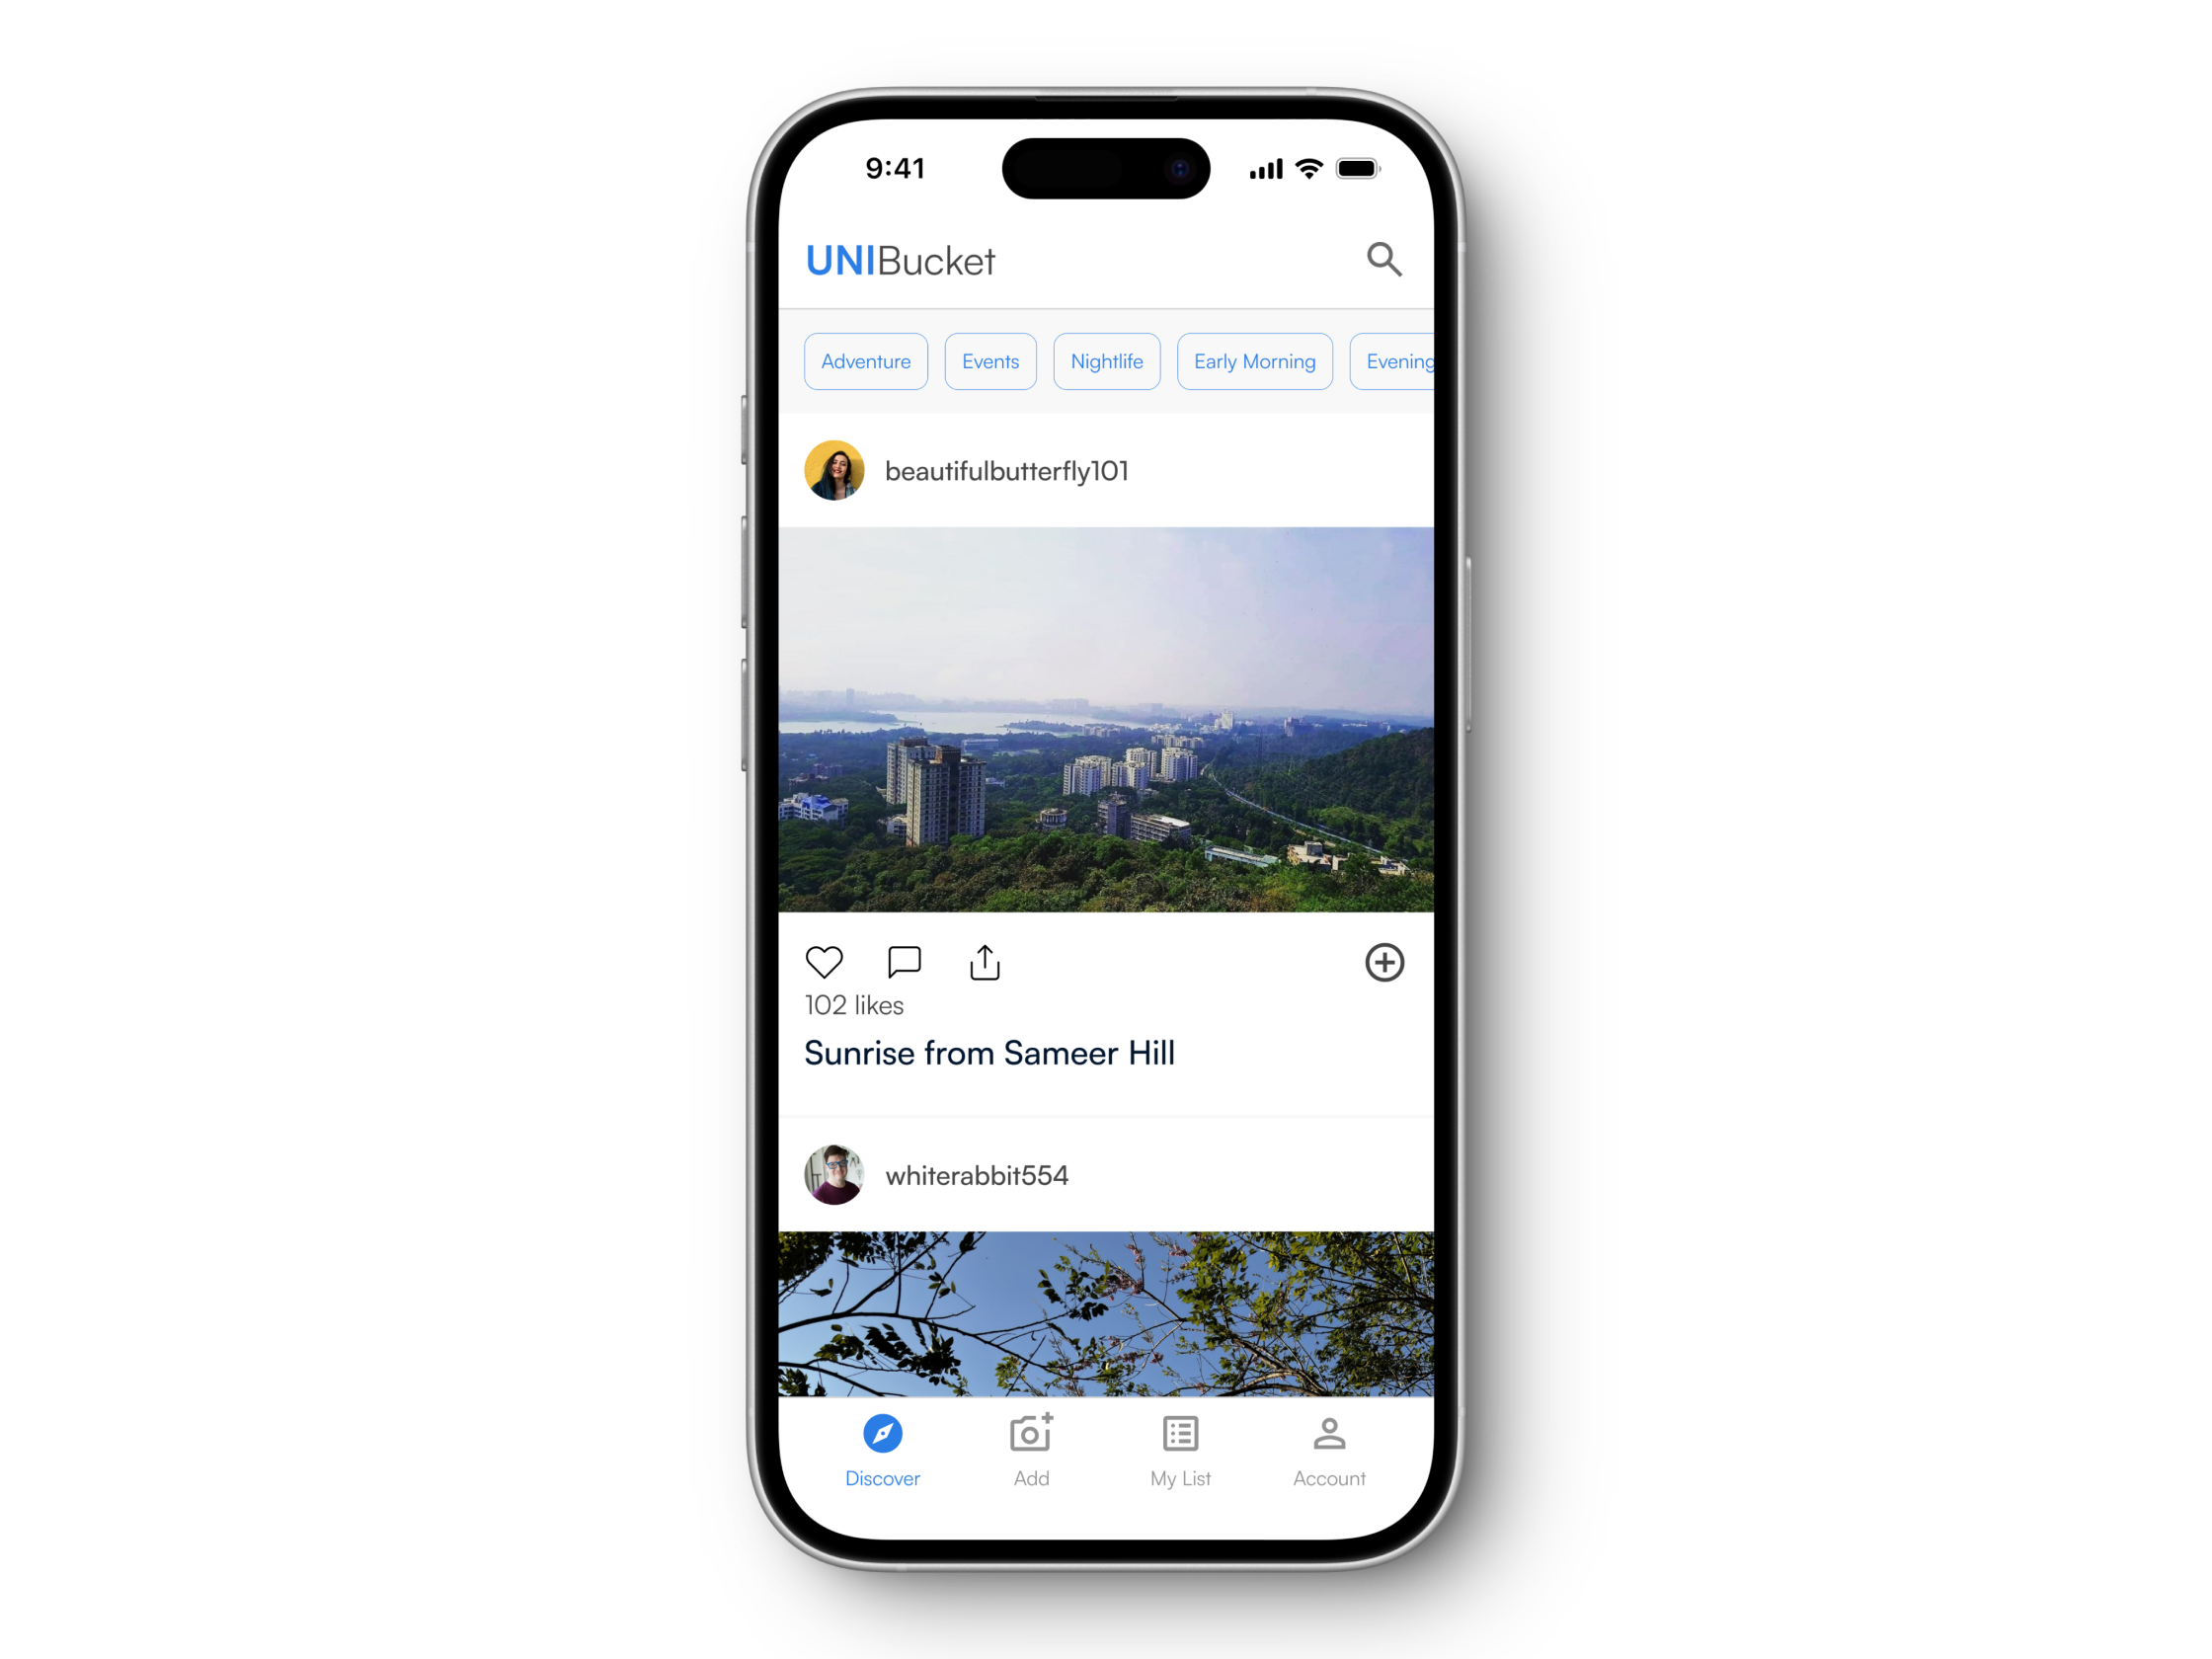 9:41
UNIBucket
Adventure Events Nightlife Early Morning Evening
beautifulbutterfly101
102 likes
Sunrise from Sameer Hill
whiterabbit554
Discover Add My List Account